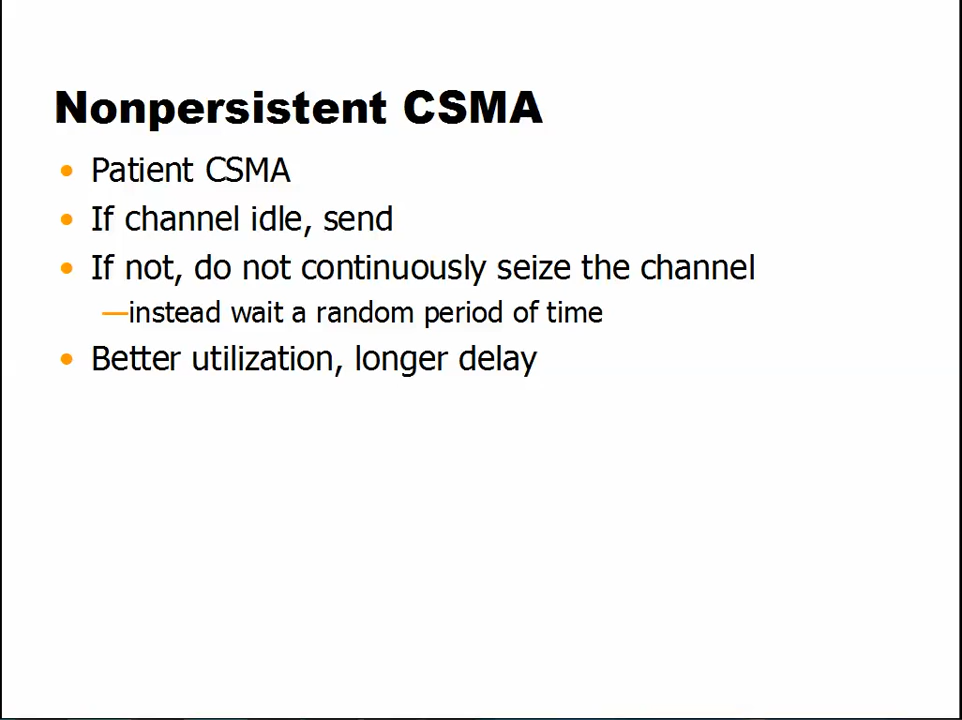 Nonpersistent CSMA
• Patient CSMA
• If channel idle, send
• If not, do not continuously seize the channel
—instead wait a random period of time
• Better utilization, longer delay